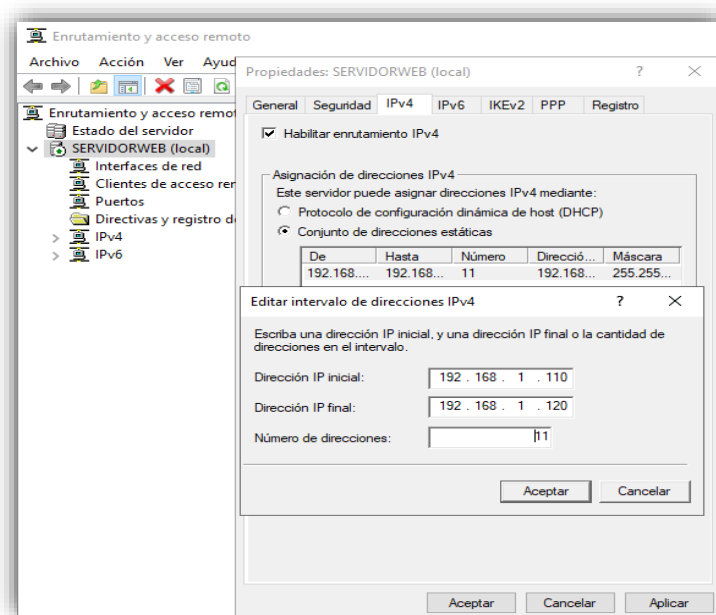 Enrutamiento y acceso remoto
Archivo Acción Ver Ayud
Enrutamiento y acceso remot
Estado del servidor
SERVIDORWEB (local)
Interfaces de red
Clientes de acceso rer
Puertos
Directivas y registro d
IPv4
IPv6
Propiedades: SERVIDORWEB (local) ?
General Seguridad IPv4 IPv6 IKEv2 PPP Registro
Habilitar enrutamiento IPv4
Asignación de direcciones IPv4
Este servidor puede asignar direcciones IPv4 mediante:
Protocolo de configuración dinámica de host (DHCP)
Conjunto de direcciones estáticas
De Hasta Número Direcció... Máscara
192.168.... 192.168... 11 192.168... 255.255...
Editar intervalo de direcciones IPv4 ?
Escriba una dirección IP inicial, y una dirección IP final o la cantidad de
direcciones en el intervalo.
Dirección IP inicial: 192 . 168 . 1 . 110
Dirección IP final: 192 . 168 . 1 . 120
Número de direcciones: 11
Aceptar Cancelar
Aceptar Cancelar Aplicar